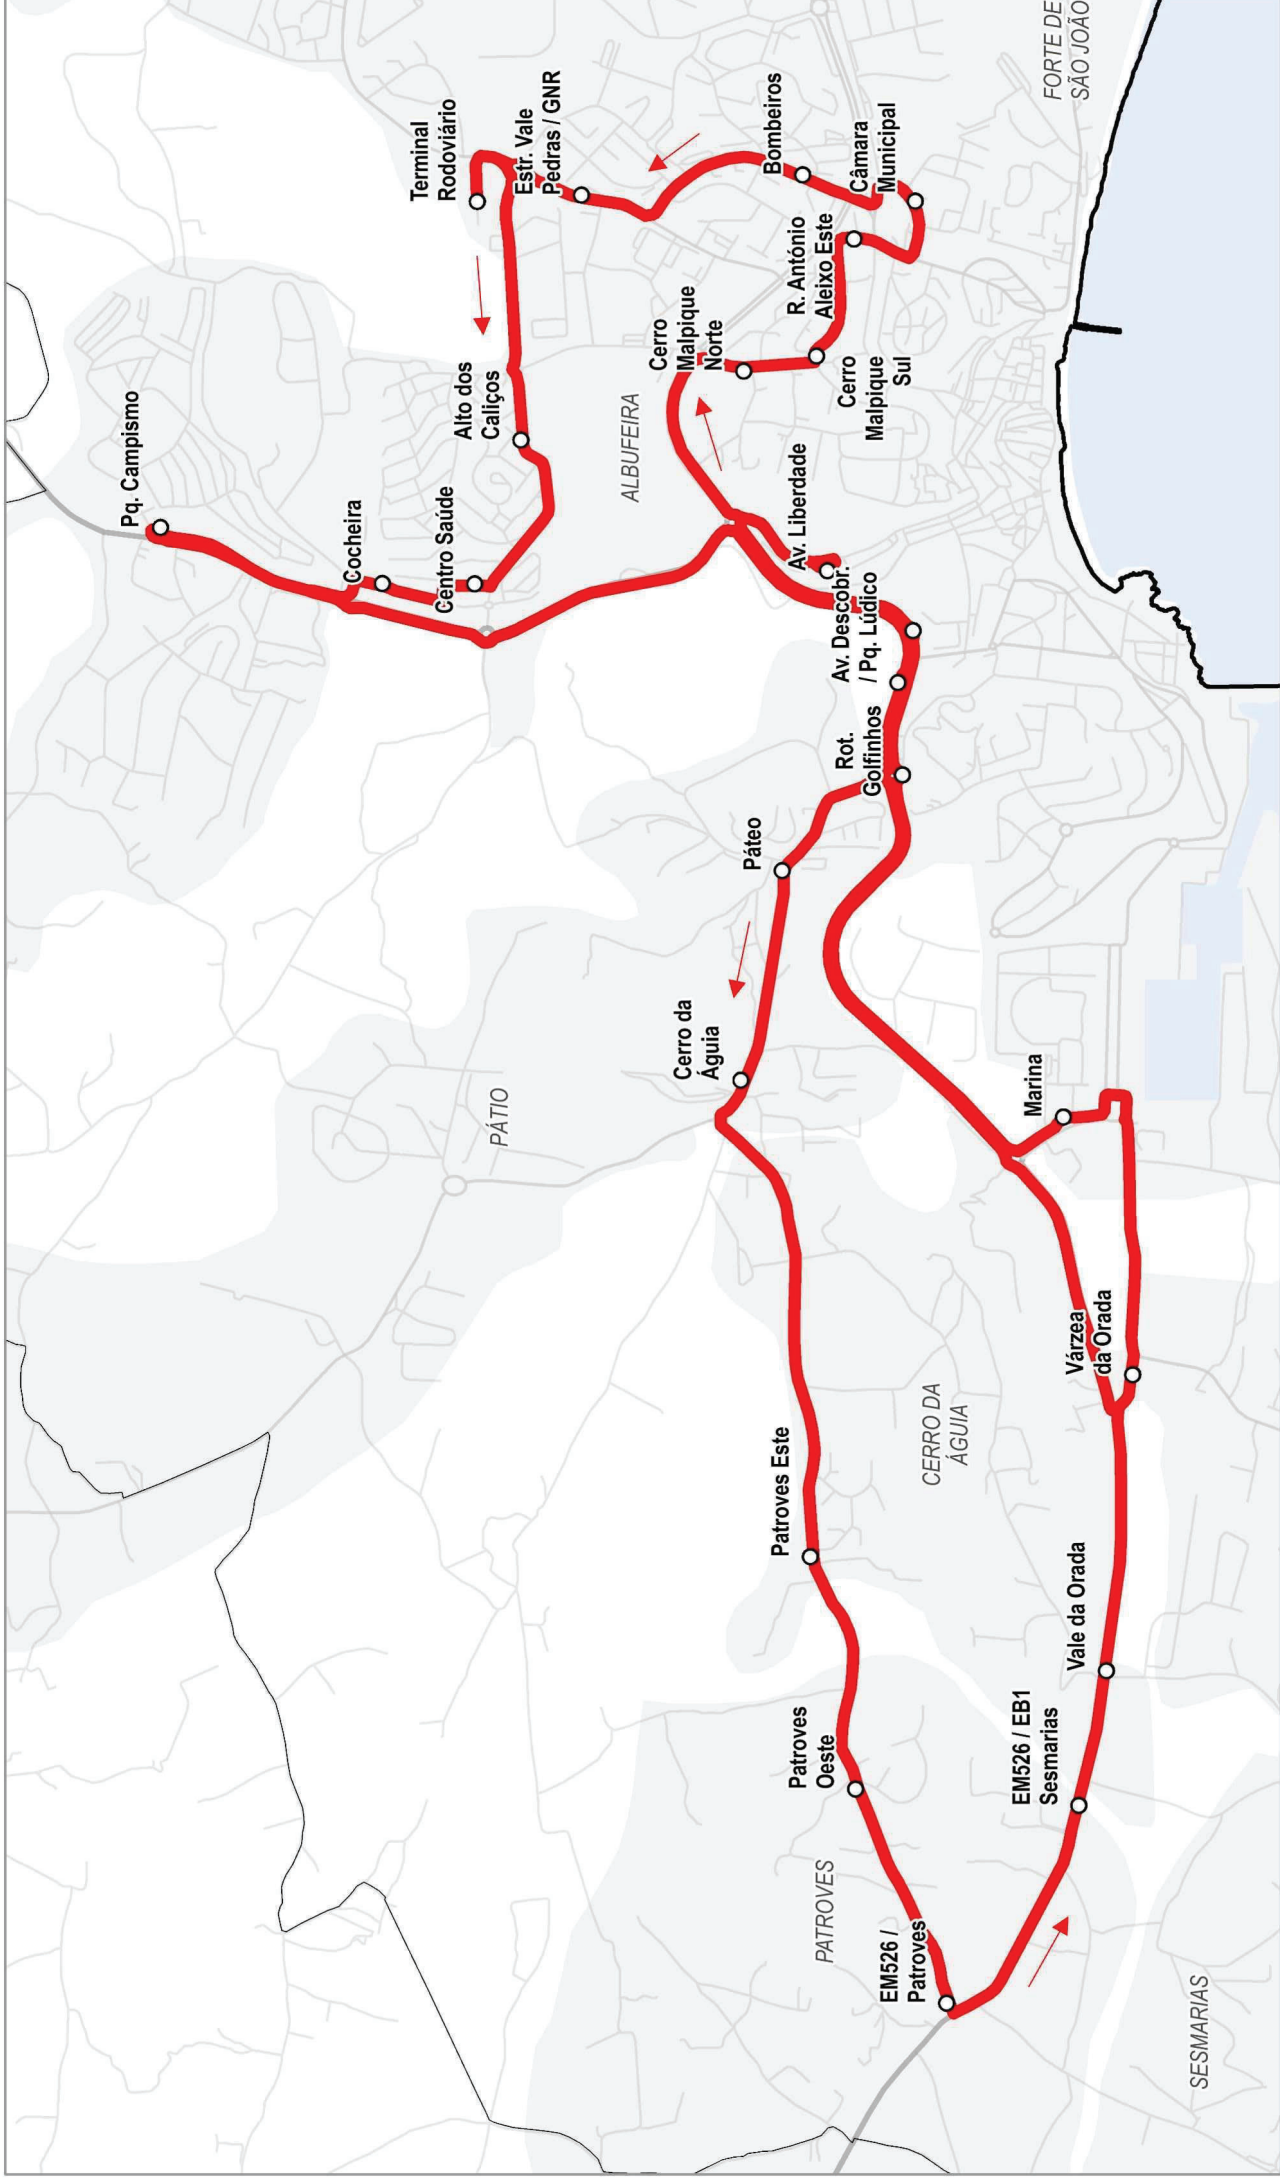 Pq. Campismo
Cocheira
Centro Saúde
Alto dos
Caliços
Terminal
Rodoviário
Estr. Vale
Pedras / GNR
Bombeiros
Câmara
Municipal
R. António
Aleixo Este
Cerro
Malpique
Sul
Cerro
Malpique
Norte
ALBUFEIRA
FORTE DE
SÃO JOÃO
Av. Liberdade
Av. Descobr.
/ Pq. Lúdico
Rot.
Golfinhos
Páteo
Cerro da
Águia
PÁTIO
Marina
Várzea
da Orada
CERRO DA
ÁGUIA
Patroves Este
Vale da Orada
Patroves
Oeste
EM526 / EB1
Sesmarias
PATROVES
EM526 /
Patroves
SESMARIAS